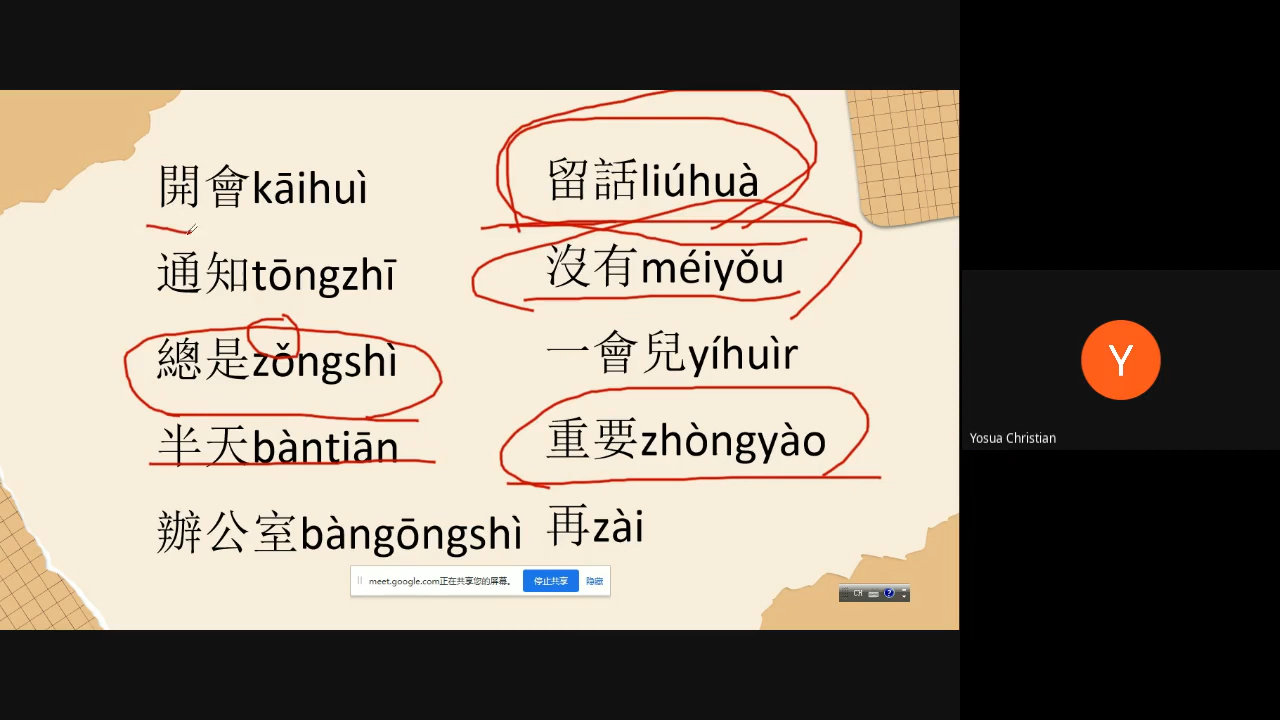 開會kāihuì
通知tōngzhī
總是zǒngshì
半天bàntiān
辦公室bàngōngshì
留話liúhuà
沒有méiyǒu
一會兒yíhuìr
重要zhòngyào
再zài
meet.google.com正在共享您的屏幕。
停止共享
隐藏
CH
Y
Yosua Christian